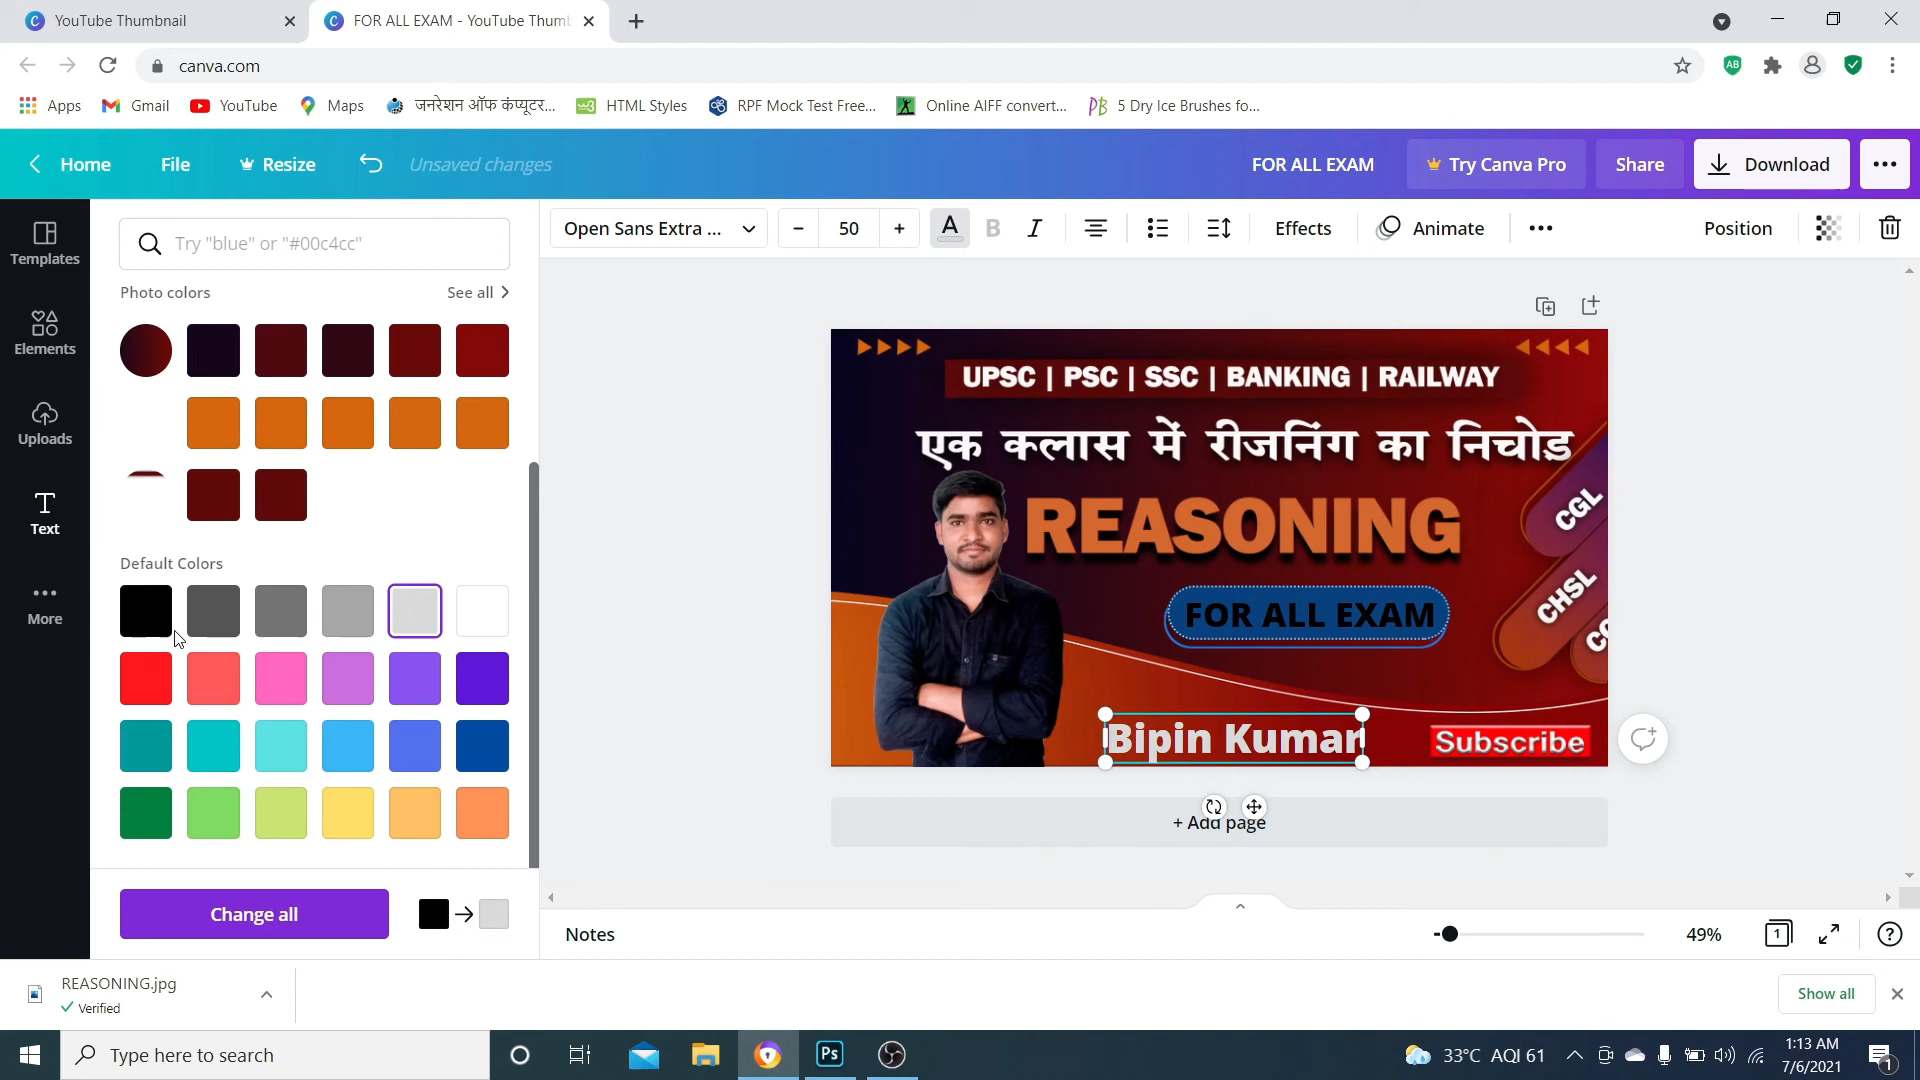 YouTube Thumbnail
FOR ALL EXAM - YouTube Thumb
canva.com
Apps
Gmail
YouTube
Maps
जनरेशन ऑफ कंप्यूटर...
HTML Styles
RPF Mock Test Free...
Online AIFF convert...
5 Dry Ice Brushes fo...
Home
File
Resize
Unsaved changes
FOR ALL EXAM
Try Canva Pro
Share
Download
Templates
Elements
Uploads
Text
More
Try "blue" or "#00c4cc"
Photo colors
See all
Default Colors
Change all
Open Sans Extra ...
50
A
B
I
Effects
Animate
Position
UPSC | PSC | SSC | BANKING | RAILWAY
एक क्लास में रीजनिंग का निचोड़
REASONING
FOR ALL EXAM
CGL
CHSL
Bipin Kumar
Subscribe
+ Add page
Notes
49%
1
REASONING.jpg
Verified
Show all
Type here to search
Ps
33°C AQI 61
1:13 AM
7/6/2021
1